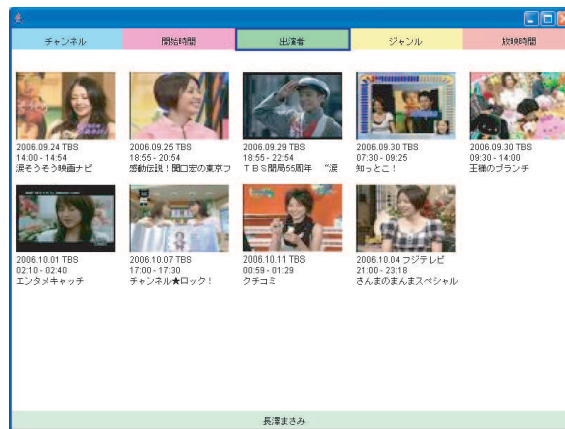 チャンネル
開始時間
出演者
ジャンル
放映時間
2006.09.24 TBS
14:00 - 14:54
涙そうそう映画ナビ
2006.09.25 TBS
18:55 - 20:54
感動伝説！関口宏の東京フ
2006.09.29 TBS
18:55 - 22:54
ＴＢＳ開局55周年　“涙
2006.09.30 TBS
07:30 - 09:25
知っとこ！
2006.09.30 TBS
09:30 - 14:00
王様のブランチ
2006.10.01 TBS
02:10 - 02:40
エンタメキャッチ
2006.10.07 TBS
17:00 - 17:30
チャンネル★ロック！
2006.10.11 TBS
00:59 - 01:29
クチコミ
2006.10.04 フジテレビ
21:00 - 23:18
さんまのまんまスペシャル
長澤まさみ